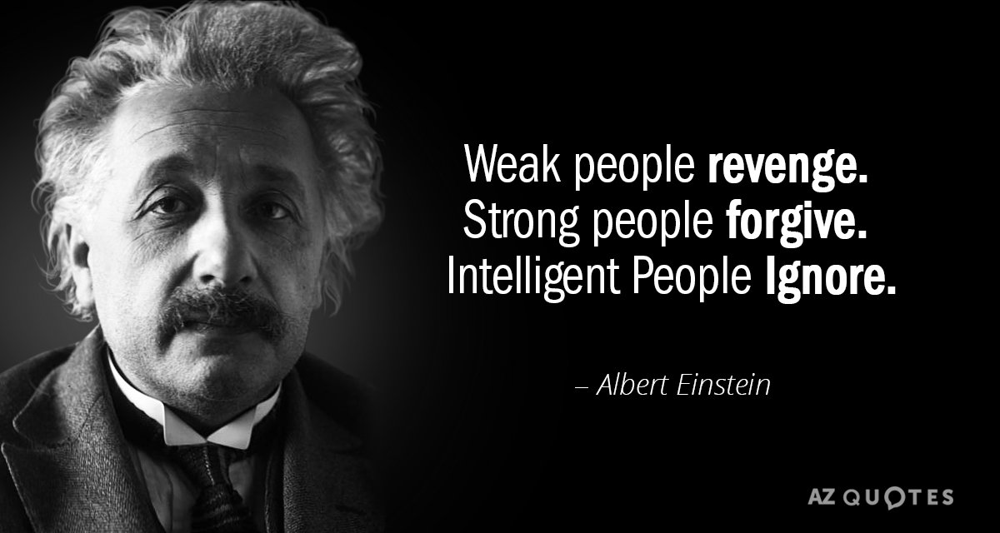 Weak people revenge.
Strong people forgive.
Intelligent People Ignore.
– Albert Einstein
AZ QUOTES